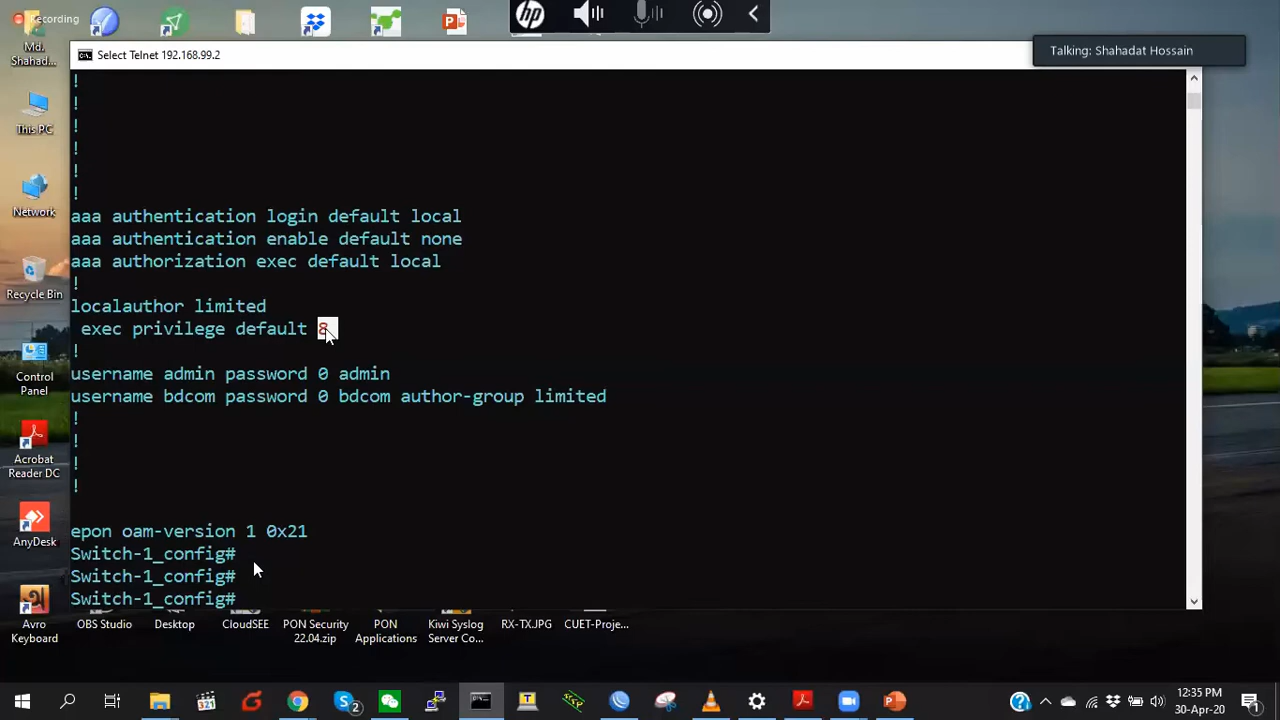 Recording
hp
Md.
Shahad...
Select Telnet 192.168.99.2
Talking: Shahadat Hossain
This PC
Network
Recycle Bin
Control
Panel
Acrobat
Reader DC
AnyDesk
Avro
Keyboard
!
!
!
!
!
!
aaa authentication login default local
aaa authentication enable default none
aaa authorization exec default local
!
localauthor limited
exec privilege default 8
!
username admin password 0 admin
username bdcom password 0 bdcom author-group limited
!
!
!
!
epon oam-version 1 0x21
Switch-1_config#
Switch-1_config#
Switch-1_config#
OBS Studio
Desktop
CloudSEE
PON Security
22.04.zip
PON
Applications
Kiwi Syslog
Server Co...
RX-TX.JPG
CUET-Proje...
12:35 PM
30-Apr-20